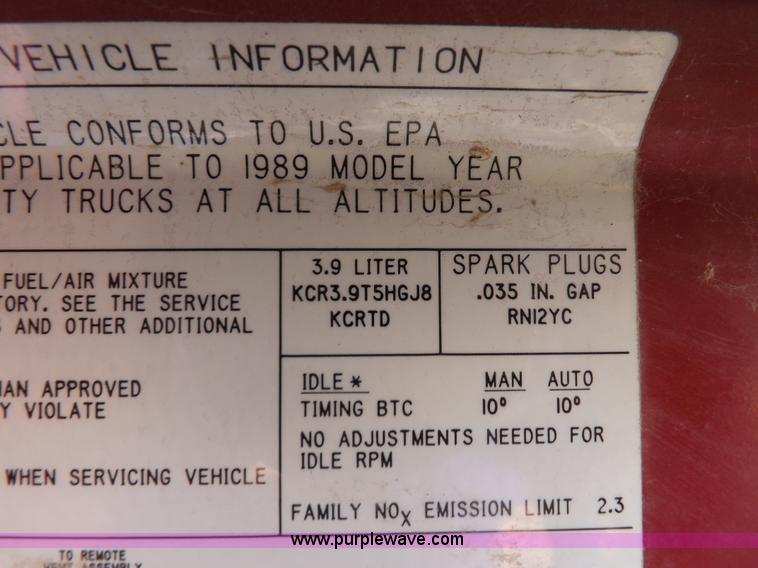 VEHICLE INFORMATION
CLE CONFORMS TO U.S. EPA
APPLICABLE TO 1989 MODEL YEAR
TY TRUCKS AT ALL ALTITUDES.
FUEL/AIR MIXTURE
TORY. SEE THE SERVICE
S AND OTHER ADDITIONAL
3.9 LITER
KCR3.9T5HGJ8
KCRTD
SPARK PLUGS
.035 IN. GAP
RN12YC
IAN APPROVED
Y VIOLATE
WHEN SERVICING VEHICLE
IDLE * MAN AUTO
TIMING BTC 10° 10°
NO ADJUSTMENTS NEEDED FOR
IDLE RPM
FAMILY NOX EMISSION LIMIT 2.3
www.purplewave.com
TO REMOTE